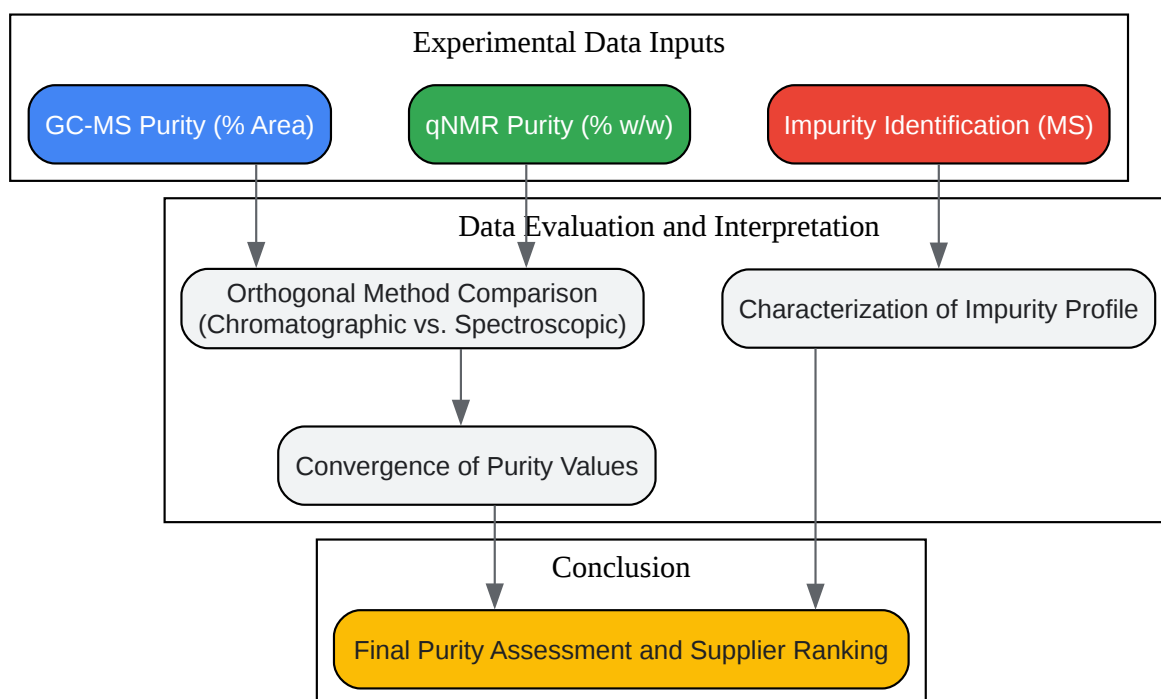 Experimental Data Inputs
GC-MS Purity (% Area)
qNMR Purity (% w/w)
Impurity Identification (MS)
Data Evaluation and Interpretation
Orthogonal Method Comparison
(Chromatographic vs. Spectroscopic)
Characterization of Impurity Profile
Convergence of Purity Values
Conclusion
Final Purity Assessment and Supplier Ranking